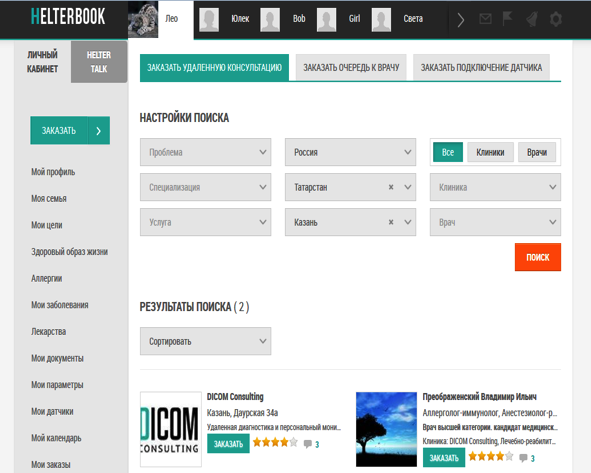 HELTERBOOK
Лео
Юлек
Bob
Girl
Света
ЛИЧНЫЙ
КАБИНЕТ
HELTER
TALK
ЗАКАЗАТЬ
Мой профиль
Моя семья
Мои цели
Здоровый образ жизни
Аллергии
Мои заболевания
Лекарства
Мои документы
Мои параметры
Мои датчики
Мой календарь
Мои заказы
ЗАКАЗАТЬ УДАЛЕННУЮ КОНСУЛЬТАЦИЮ
ЗАКАЗАТЬ ОЧЕРЕДЬ К ВРАЧУ
ЗАКАЗАТЬ ПОДКЛЮЧЕНИЕ ДАТЧИКА
НАСТРОЙКИ ПОИСКА
Проблема
Россия
Все
Клиники
Врачи
Специализация
Татарстан
×
Клиника
Услуга
Казань
×
Врач
ПОИСК
РЕЗУЛЬТАТЫ ПОИСКА ( 2 )
Сортировать
DICOM
CONSULTING
DICOM Consulting
Казань, Даурская 34а
Удаленная диагностика и персональный мони...
ЗАКАЗАТЬ
3
Преображенский Владимир Ильич
Аллерголог-иммунолог, Анестезиолог-р...
Врач высшей категории. кандидат медицинск...
Клиника: DICOM Consulting, Лечебно-реабилит...
ЗАКАЗАТЬ
3